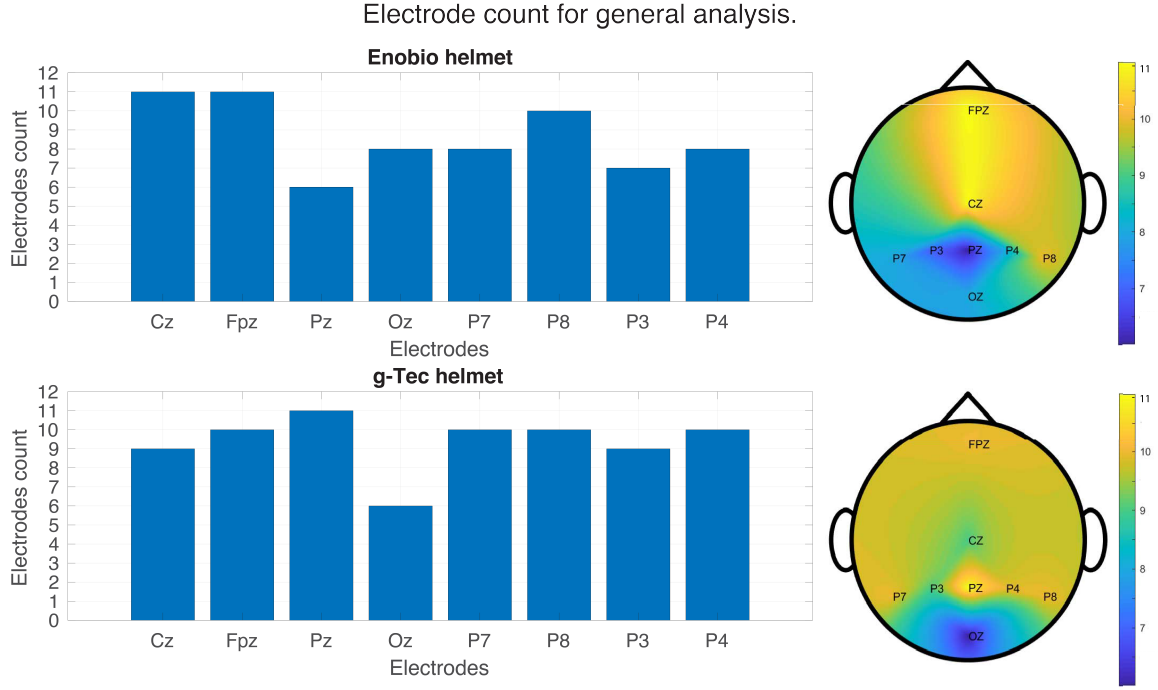 Electrode count for general analysis.
Enobio helmet
12
11
10
9
8
7
6
5
4
3
2
1
0
Electrodes count
Cz Fpz Pz Oz P7 P8 P3 P4
Electrodes
FPZ
CZ
P7 P3 PZ P4 P8
OZ
11
10
9
8
7
g-Tec helmet
12
11
10
9
8
7
6
5
4
3
2
1
0
Electrodes count
Cz Fpz Pz Oz P7 P8 P3 P4
Electrodes
FPZ
CZ
P7 P3 PZ P4 P8
OZ
11
10
9
8
7